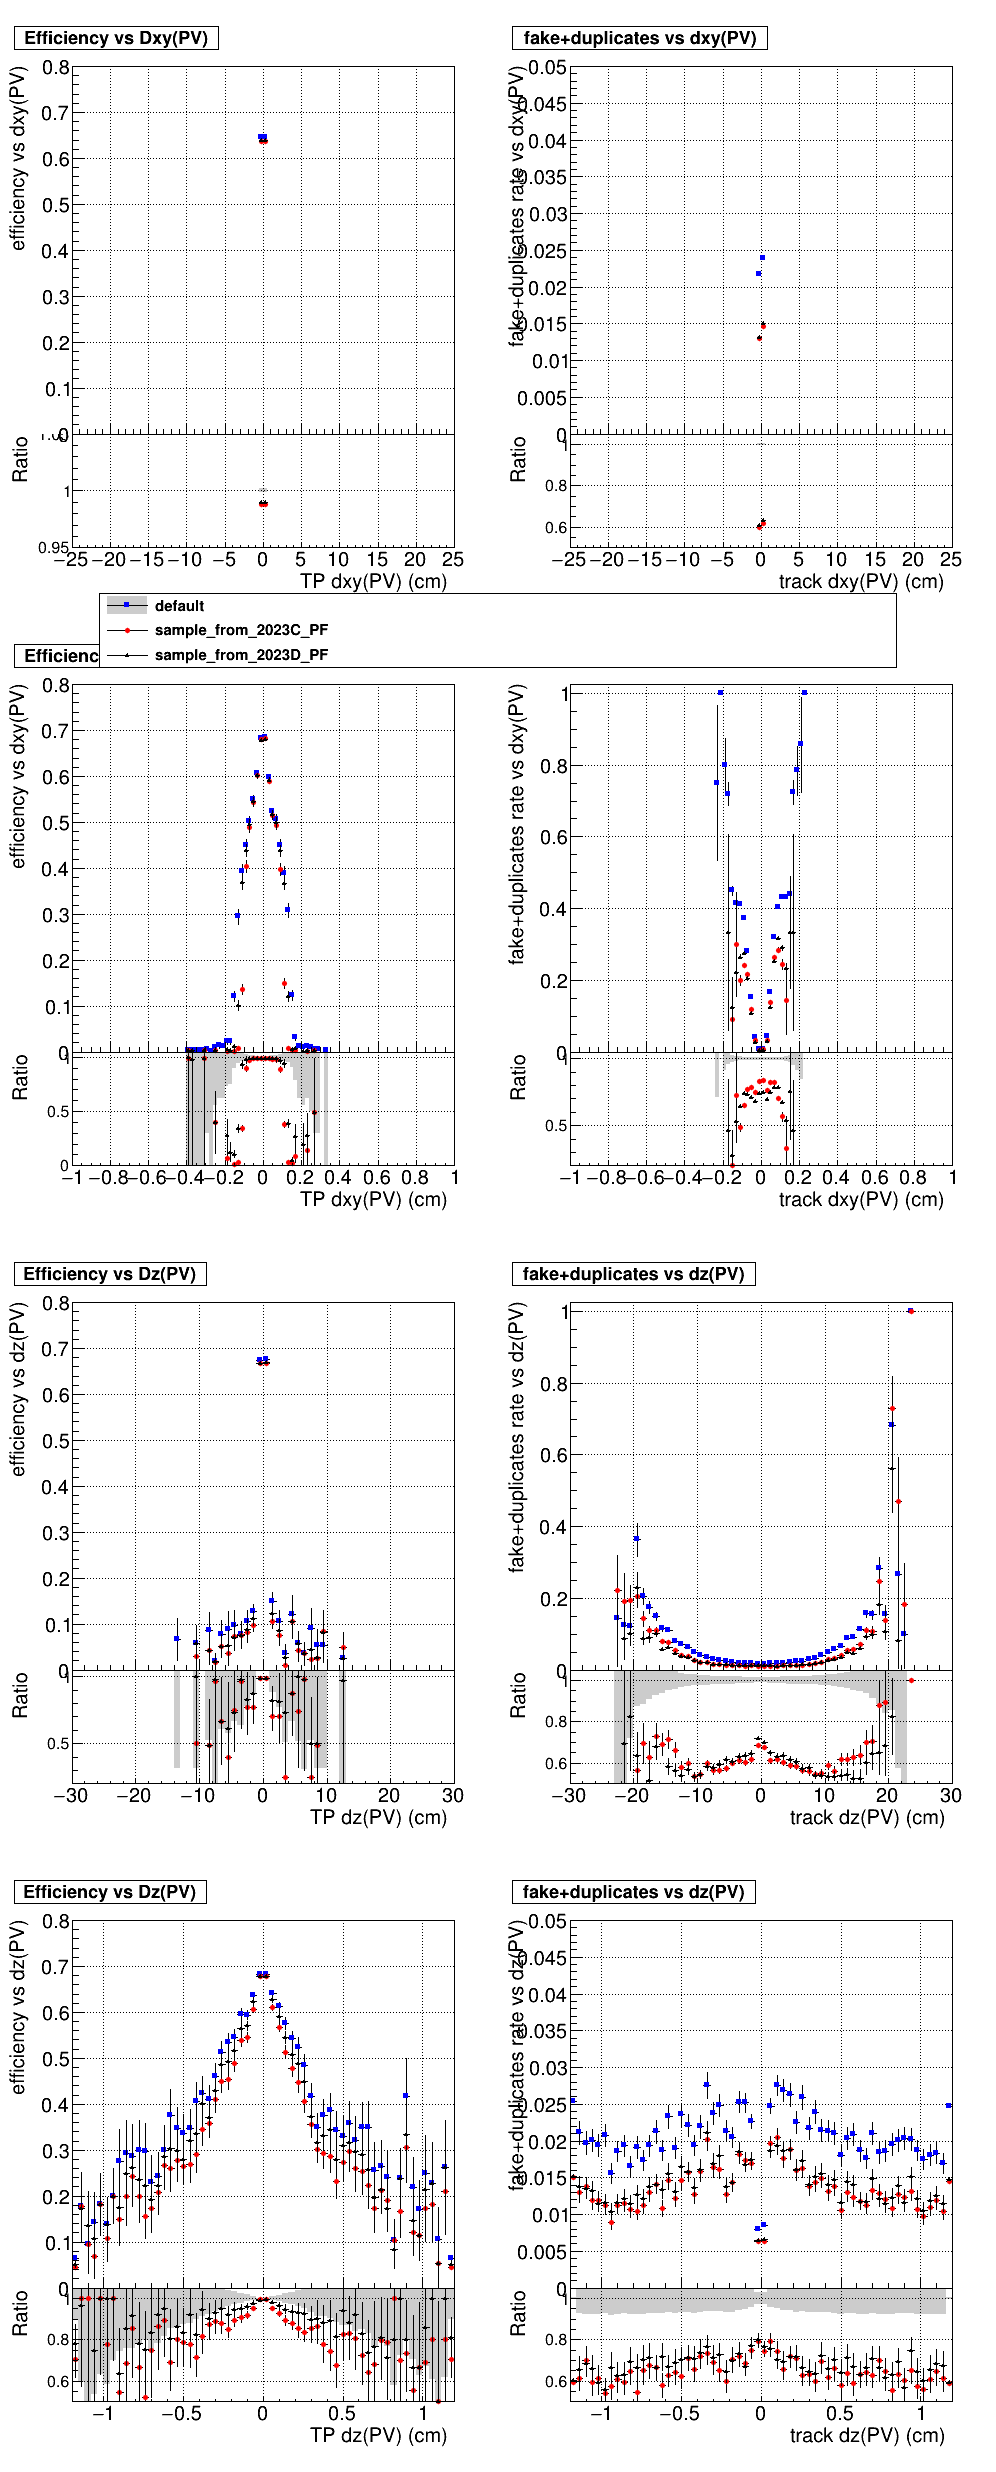 Efficiency vs Dxy(PV)
efficiency vs dxy(PV)
0.8
0.7
0.6
0.5
0.4
0.3
0.2
0.1
0
Ratio
1
0.95
−25 −20 −15 −10 −5 0 5 10 15 20 25
TP dxy(PV) (cm)
fake+duplicates vs dxy(PV)
fake+duplicates rate vs dxy(PV)
0.05
0.045
0.04
0.035
0.03
0.025
0.02
0.015
0.01
0.005
0
Ratio
1
0.8
0.6
−25 −20 −15 −10 −5 0 5 10 15 20 25
track dxy(PV) (cm)
default
sample_from_2023C_PF
sample_from_2023D_PF
Efficienc
efficiency vs dxy(PV)
0.8
0.7
0.6
0.5
0.4
0.3
0.2
0.1
0
Ratio
0.5
0
−1 −0.8 −0.6 −0.4 −0.2 0 0.2 0.4 0.6 0.8 1
TP dxy(PV) (cm)
fake+duplicates rate vs dxy(PV)
1
0.8
0.6
0.4
0.2
0
Ratio
1
0.5
−1 −0.8 −0.6 −0.4 −0.2 0 0.2 0.4 0.6 0.8 1
track dxy(PV) (cm)
Efficiency vs Dz(PV)
efficiency vs dz(PV)
0.8
0.7
0.6
0.5
0.4
0.3
0.2
0.1
0
Ratio
0.5
−30 −20 −10 0 10 20 30
TP dz(PV) (cm)
fake+duplicates vs dz(PV)
fake+duplicates rate vs dz(PV)
1
0.8
0.6
0.4
0.2
0
Ratio
1
0.8
0.6
−30 −20 −10 0 10 20 30
track dz(PV) (cm)
Efficiency vs Dz(PV)
efficiency vs dz(PV)
0.8
0.7
0.6
0.5
0.4
0.3
0.2
0.1
0
Ratio
1
0.8
0.6
−1 −0.5 0 0.5 1
TP dz(PV) (cm)
fake+duplicates vs dz(PV)
fake+duplicates rate vs dz(PV)
0.05
0.045
0.04
0.035
0.03
0.025
0.02
0.015
0.01
0.005
0
Ratio
1
0.8
0.6
−1 −0.5 0 0.5 1
track dz(PV) (cm)